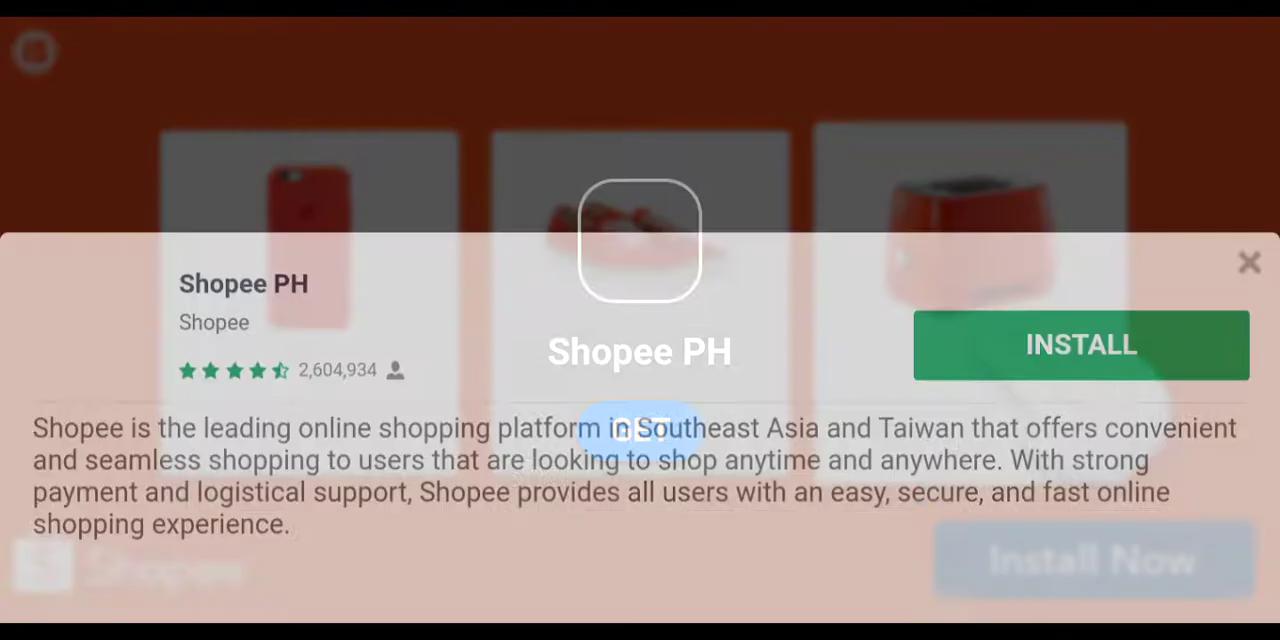 Shopee PH
Shopee
2,604,934
INSTALL
Shopee PH
GET
Shopee is the leading online shopping platform in Southeast Asia and Taiwan that offers convenient
and seamless shopping to users that are looking to shop anytime and anywhere. With strong
payment and logistical support, Shopee provides all users with an easy, secure, and fast online
shopping experience.
Shopee
Install Now